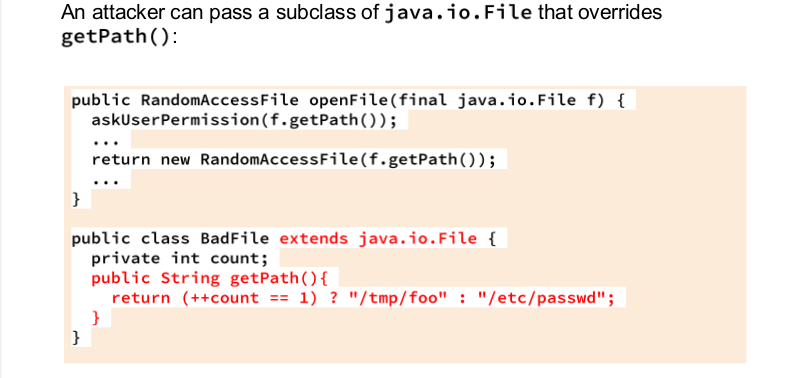 An attacker can pass a subclass of java.io.File that overrides
getPath():
public RandomAccessFile openFile(final java.io.File f) {
askUserPermission(f.getPath());
...
return new RandomAccessFile(f.getPath());
...
}
public class BadFile extends java.io.File {
private int count;
public String getPath(){
return (++count == 1) ? "/tmp/foo" : "/etc/passwd";
}
}